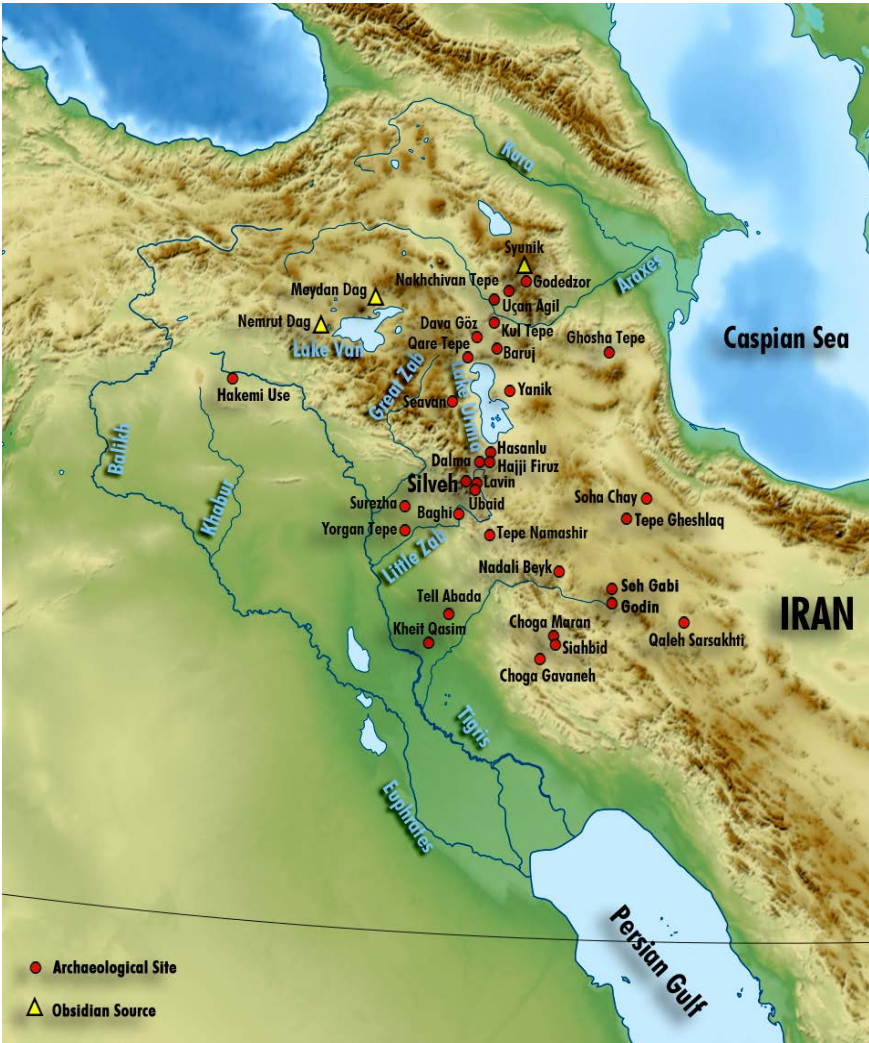 Kura
Syunik
Nakhchivan Tepe
Godedzor
Araxes
Meydan Dag
Uçan Agil
Nemrut Dag
Dava Göz
Kul Tepe
Caspian Sea
Lake Van
Qare Tepe
Baruj
Ghosha Tepe
Great Zab
Lake Urmia
Hakemi Use
Seavan
Yanik
Balikh
Khabur
Hasanlu
Dalma
Hajji Firuz
Silveh
Lavin
Surezha
Baghi
Ubaid
Soha Chay
Tepe Gheshlaq
Yorgan Tepe
Little Zab
Tepe Namashir
Nadali Beyk
Seh Gabi
Tell Abada
Godin
IRAN
Kheit Qasim
Choga Maran
Siahbid
Qaleh Sarsakhti
Choga Gavaneh
Tigris
Euphrates
Persian Gulf
Archaeological Site
Obsidian Source